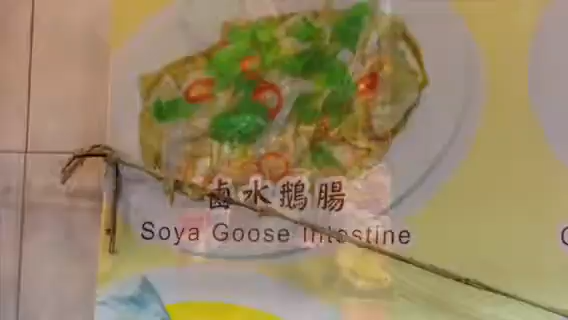 鹵水鵝腸
Soya Goose Intestine